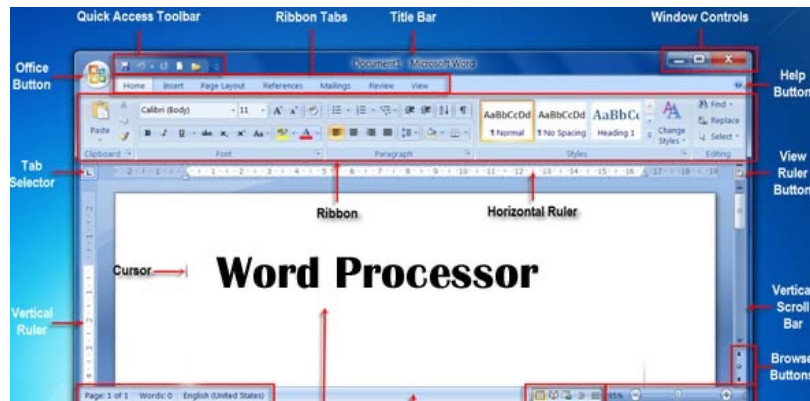 Quick Access Toolbar
Ribbon Tabs
Title Bar
Window Controls
Office
Button
Document1 - Microsoft Word
Home Insert Page Layout References Mailings Review View
Help
Button
Calibri (Body) 11
AaBbCcDd AaBbCcDd AaBbCc
Paste
1 Normal 1 No Spacing Heading 1
Change
Styles
Find
Replace
Select
Clipboard Font Paragraph Styles Editing
Tab
Selector
View
Ruler
Button
Ribbon
Horizontal Ruler
Cursor
Word Processor
Vertical
Ruler
Vertical
Scroll
Bar
Browse
Buttons
Page: 1 of 1 Words: 0 English (United States)